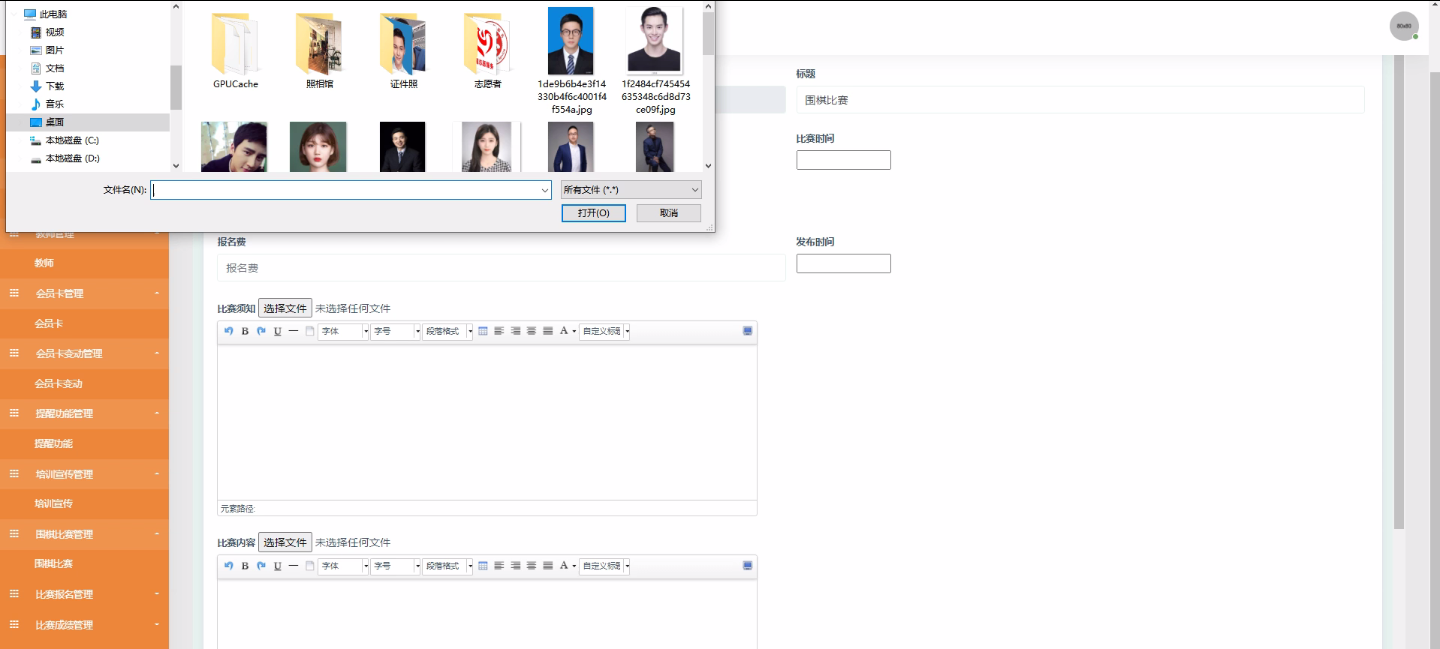 此电脑
视频
图片
文档
下载
音乐
桌面
本地磁盘 (C:)
本地磁盘 (D:)
GPUCache
照相馆
证件照
志愿者
1de9b6b4e3f14
330b4f6c4001f4
f554a.jpg
1f2484cf745454
635348c6d8d73
ce09f.jpg
文件名(N):
所有文件 (*.*)
打开(O)
取消
标题
围棋比赛
比赛时间
教师管理
教师
会员卡管理
会员卡
会员卡变动管理
会员卡变动
提醒功能管理
提醒功能
培训宣传管理
培训宣传
围棋比赛管理
围棋比赛
比赛报名管理
比赛成绩管理
报名费
报名费
发布时间
比赛须知 选择文件 未选择任何文件
B U 字体 字号 段落格式 A 自定义标题
元素路径:
比赛内容 选择文件 未选择任何文件
B U 字体 字号 段落格式 A 自定义标题